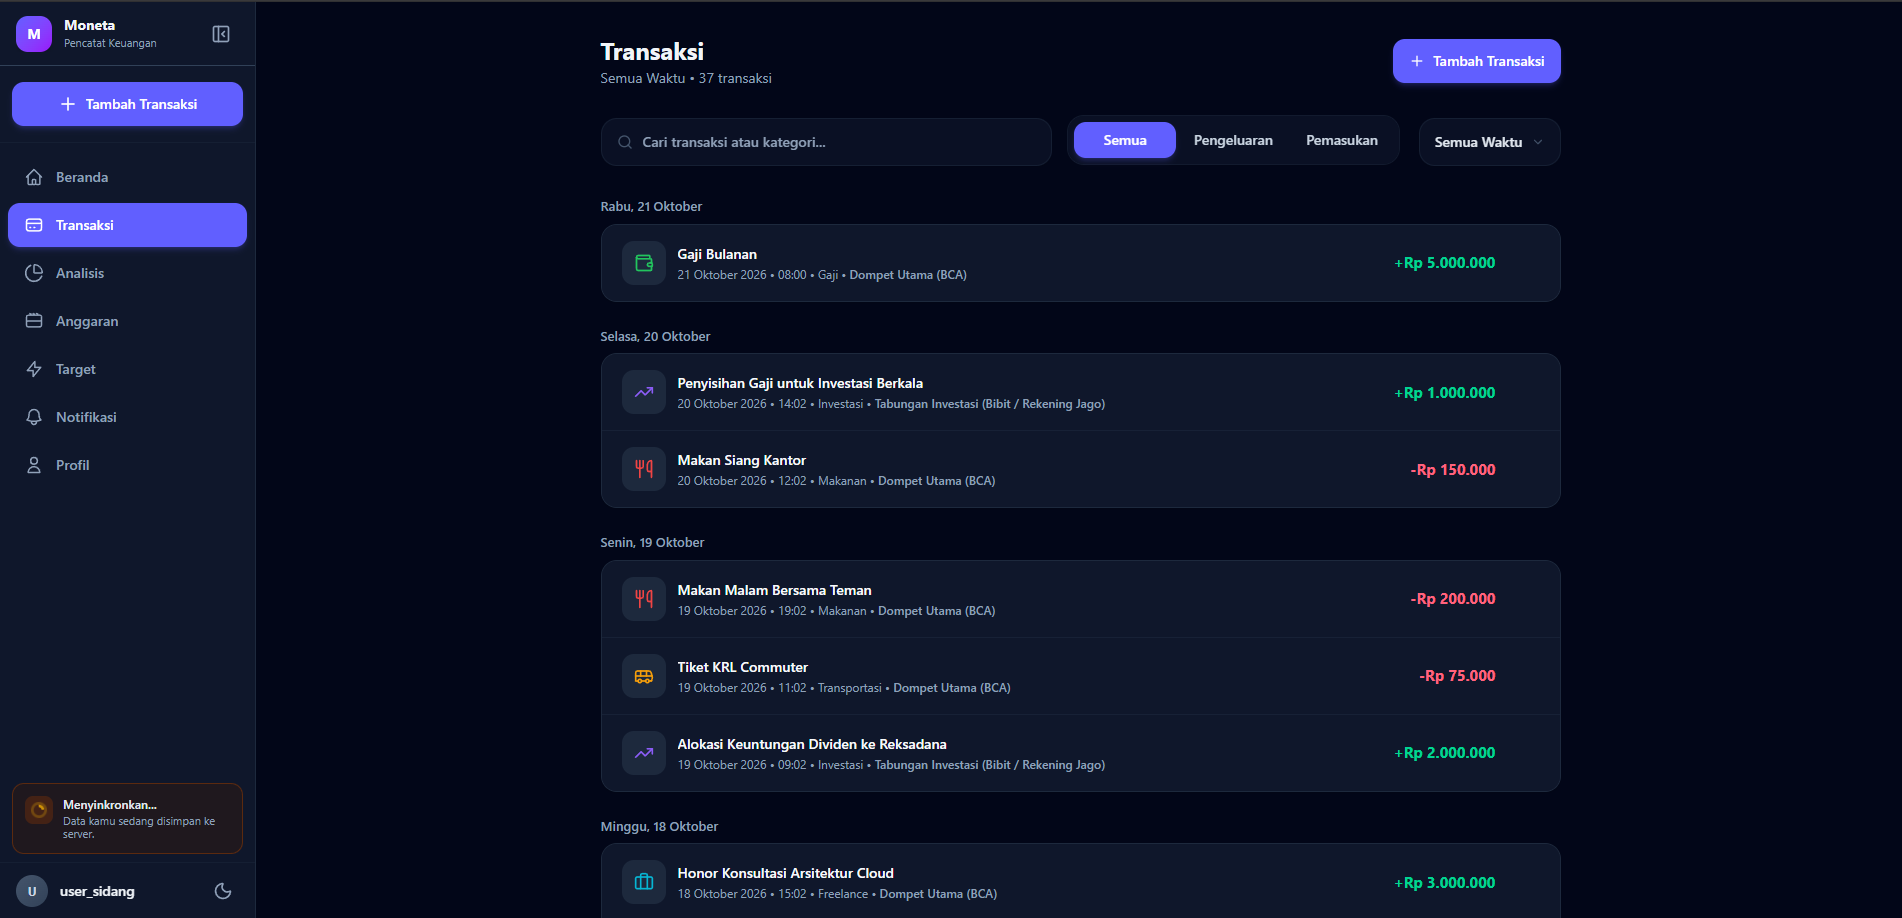 M
Moneta
Pencatat Keuangan
+ Tambah Transaksi
Beranda
Transaksi
Analisis
Anggaran
Target
Notifikasi
Profil
Menyinkronkan...
Data kamu sedang disimpan ke
server.
U
user_sidang
Transaksi
Semua Waktu • 37 transaksi
+ Tambah Transaksi
Cari transaksi atau kategori...
Semua
Pengeluaran
Pemasukan
Semua Waktu
Rabu, 21 Oktober
Gaji Bulanan
21 Oktober 2026 • 08:00 • Gaji • Dompet Utama (BCA)
+Rp 5.000.000
Selasa, 20 Oktober
Penyisihan Gaji untuk Investasi Berkala
20 Oktober 2026 • 14:02 • Investasi • Tabungan Investasi (Bibit / Rekening Jago)
+Rp 1.000.000
Makan Siang Kantor
20 Oktober 2026 • 12:02 • Makanan • Dompet Utama (BCA)
-Rp 150.000
Senin, 19 Oktober
Makan Malam Bersama Teman
19 Oktober 2026 • 19:02 • Makanan • Dompet Utama (BCA)
-Rp 200.000
Tiket KRL Commuter
19 Oktober 2026 • 11:02 • Transportasi • Dompet Utama (BCA)
-Rp 75.000
Alokasi Keuntungan Dividen ke Reksadana
19 Oktober 2026 • 09:02 • Investasi • Tabungan Investasi (Bibit / Rekening Jago)
+Rp 2.000.000
Minggu, 18 Oktober
Honor Konsultasi Arsitektur Cloud
18 Oktober 2026 • 15:02 • Freelance • Dompet Utama (BCA)
+Rp 3.000.000